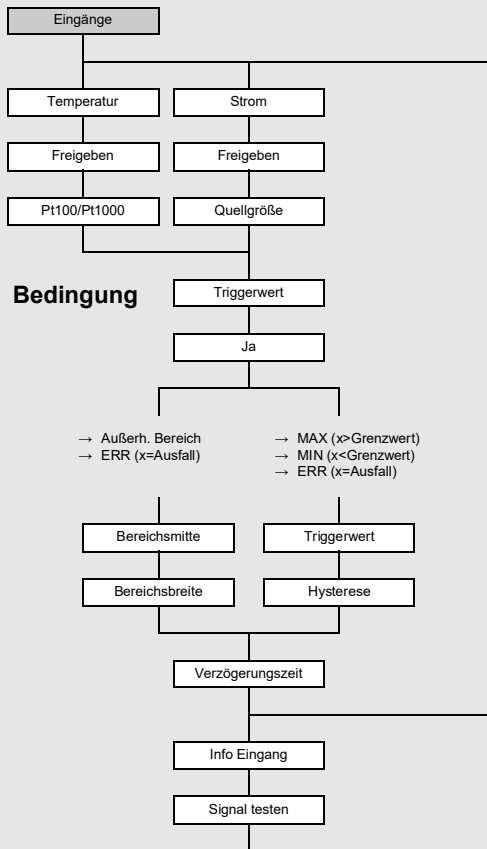 Eingänge
Temperatur
Strom
Freigeben
Freigeben
Pt100/Pt1000
Quellgröße
Bedingung
Triggerwert
Ja
→ Außerh. Bereich
→ ERR (x=Ausfall)
→ MAX (x>Grenzwert)
→ MIN (x<Grenzwert)
→ ERR (x=Ausfall)
Bereichsmitte
Triggerwert
Bereichsbreite
Hysterese
Verzögerungszeit
Info Eingang
Signal testen